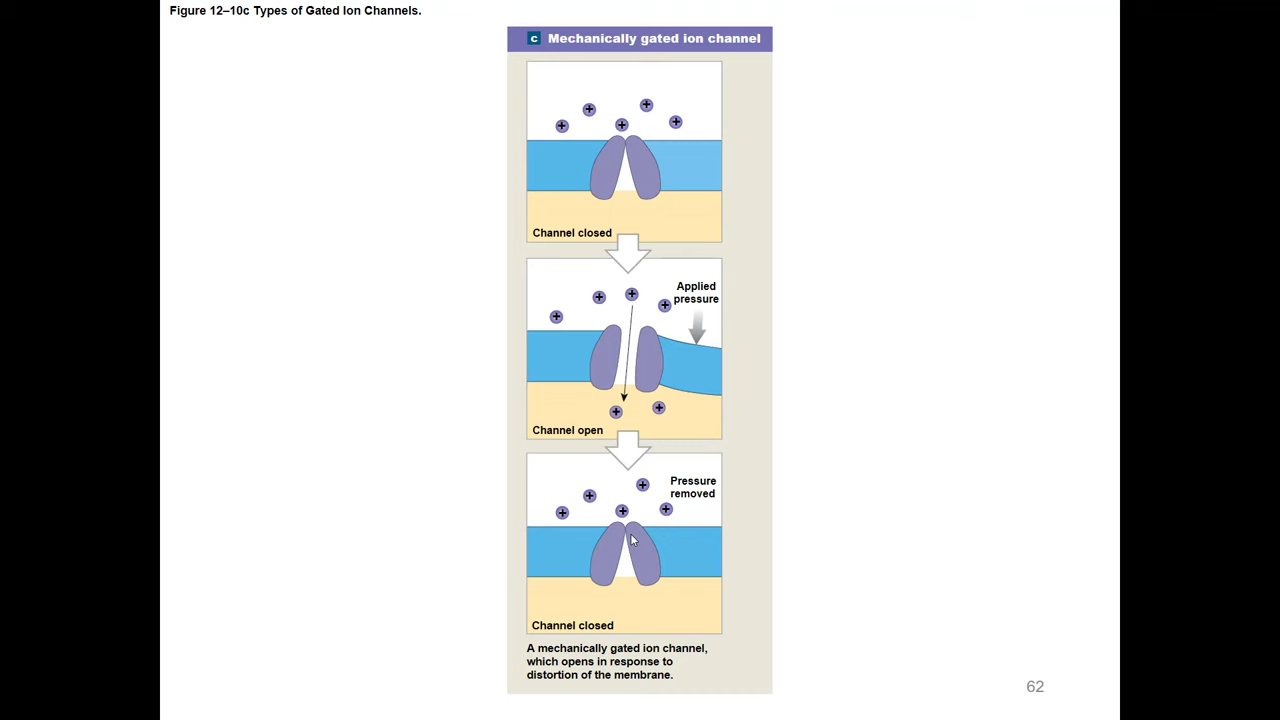 Figure 12–10c Types of Gated Ion Channels.
c Mechanically gated ion channel
+ + + + +
Channel closed
Applied
pressure
+ + + +
+ +
Channel open
Pressure
removed
+ + + + +
Channel closed
A mechanically gated ion channel,
which opens in response to
distortion of the membrane.
62